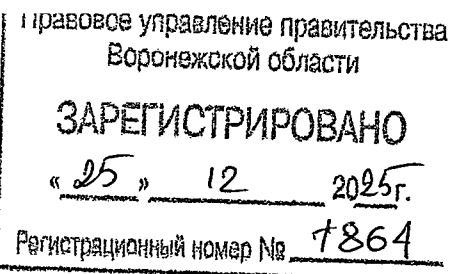 Правовое управление правительства
Воронежской области
ЗАРЕГИСТРИРОВАНО
« 25 » 12 2025г.
Регистрационный номер № 1864